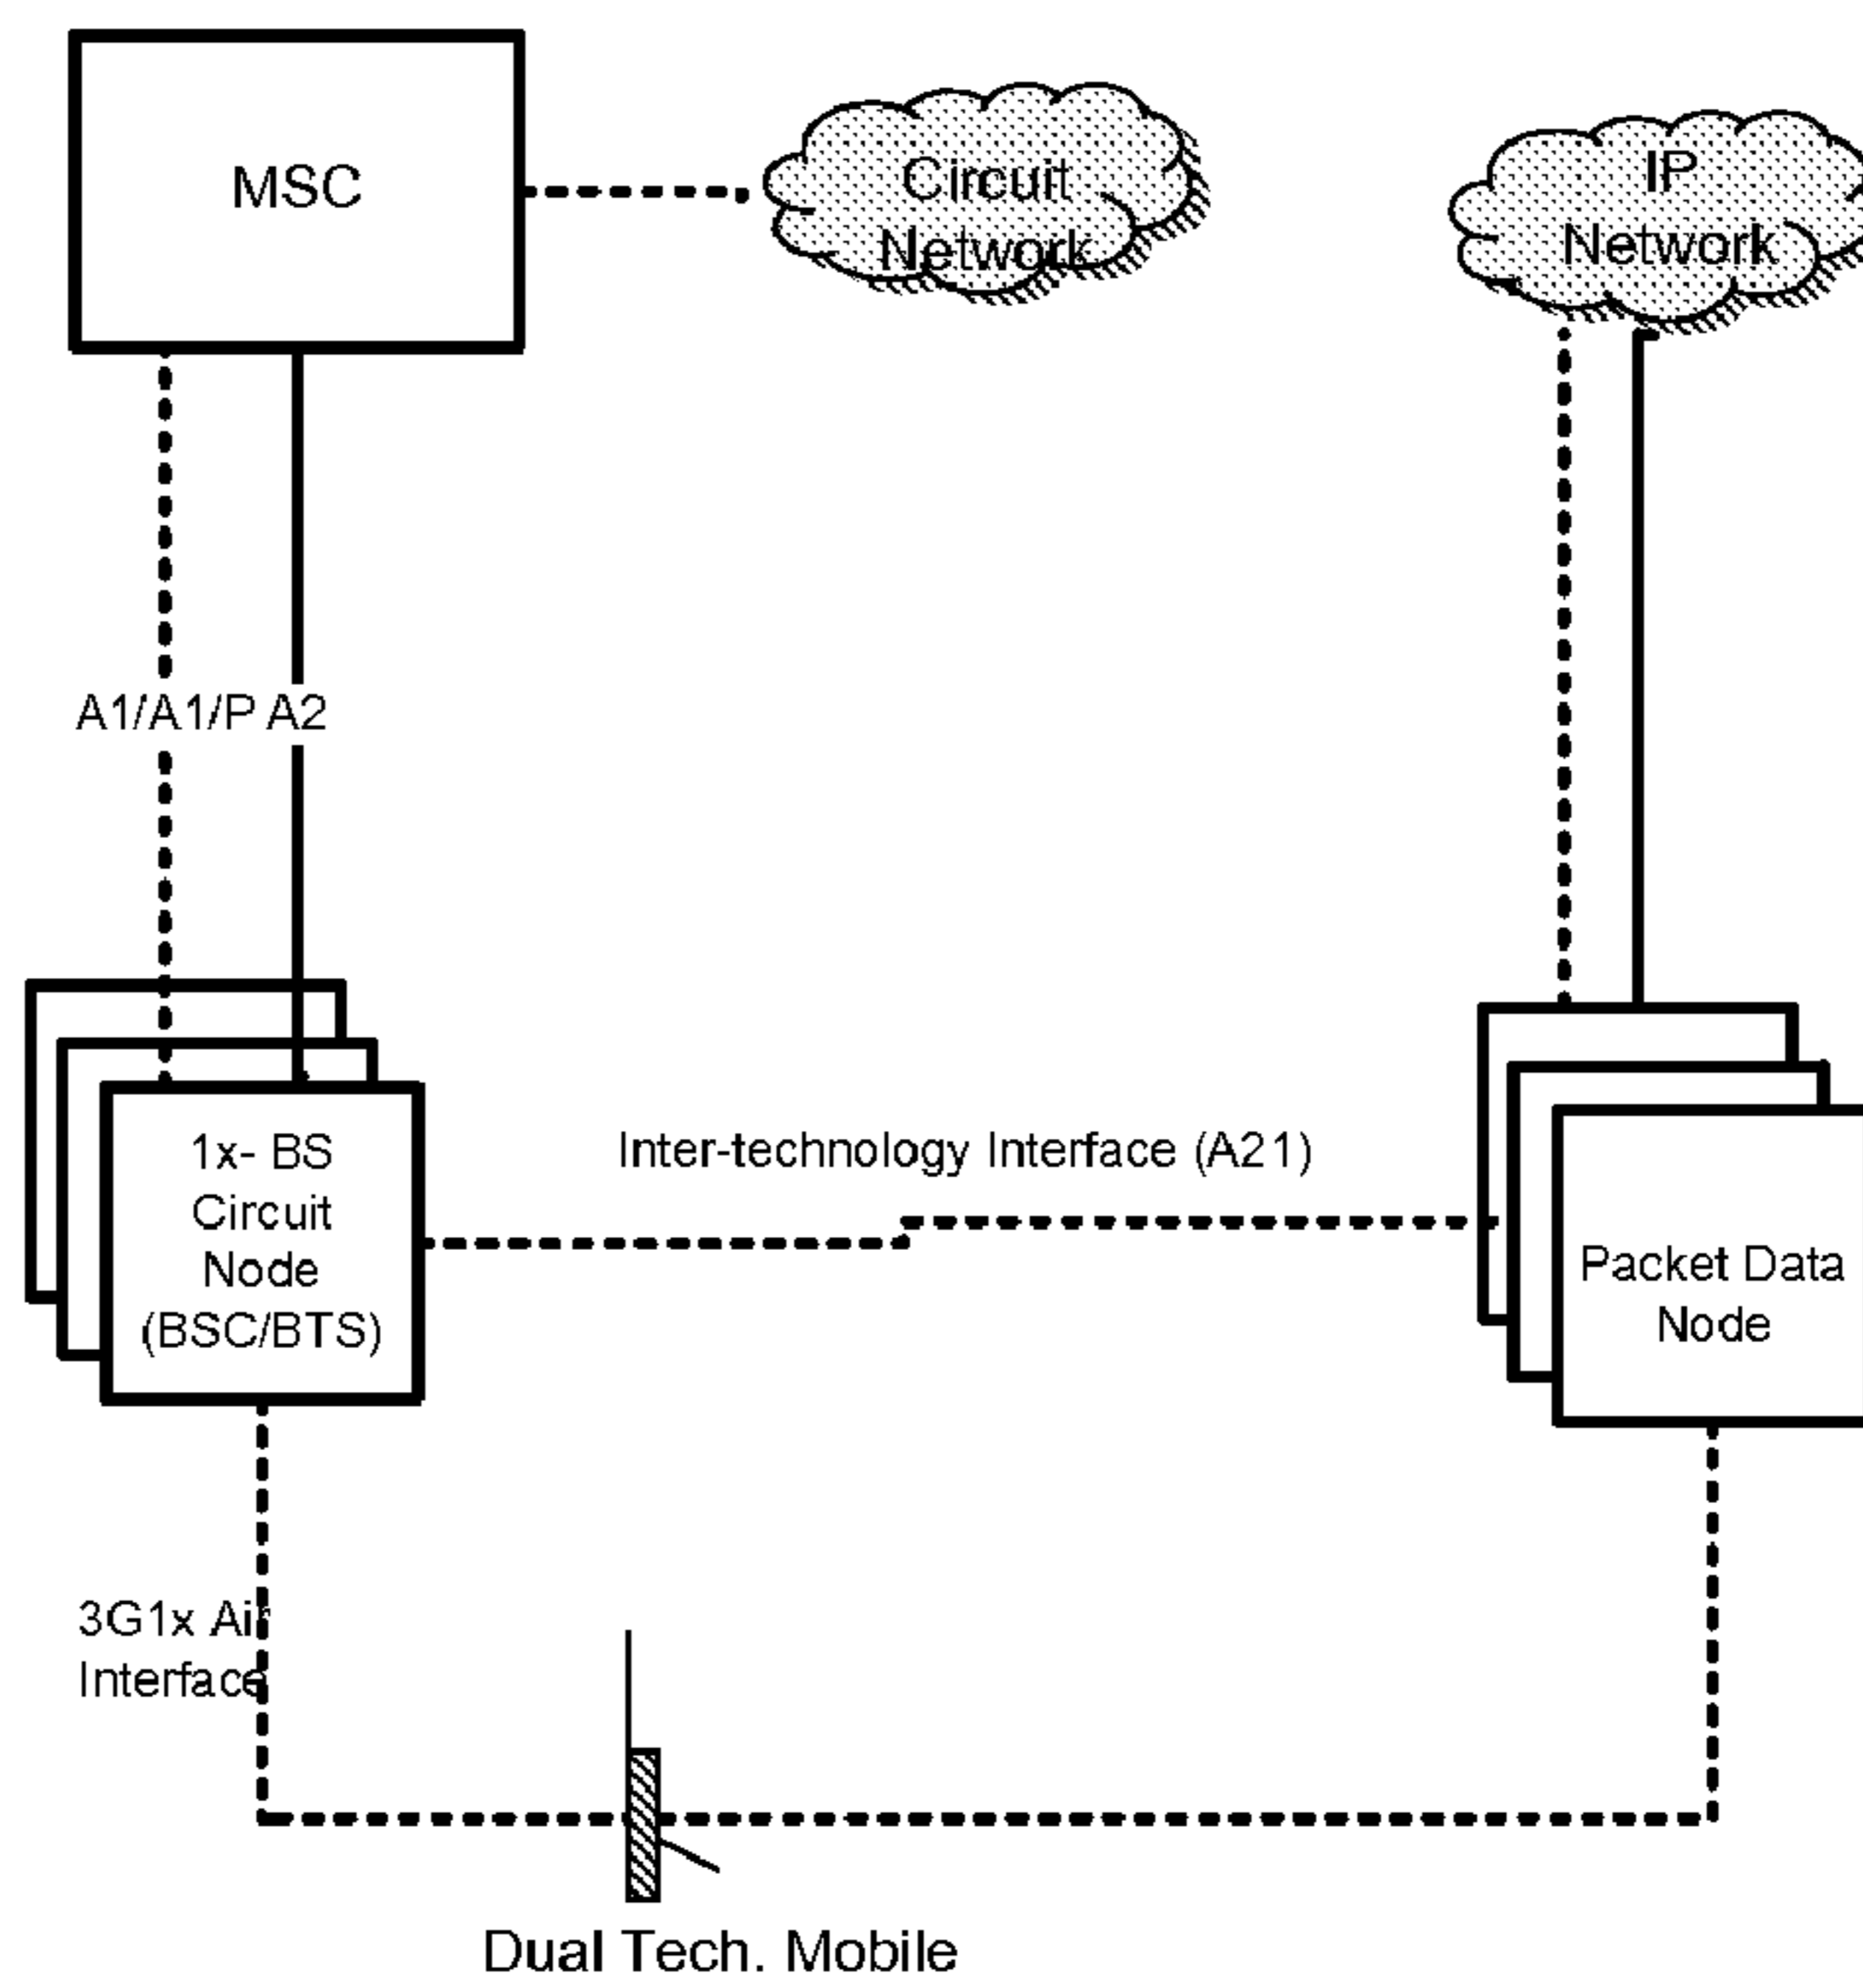 MSC
Circuit
Network
IP
Network
A1/A1/P A2
1x- BS
Circuit
Node
(BSC/BTS)
Inter-technology Interface (A21)
Packet Data
Node
3G1x Air
Interface
Dual Tech. Mobile